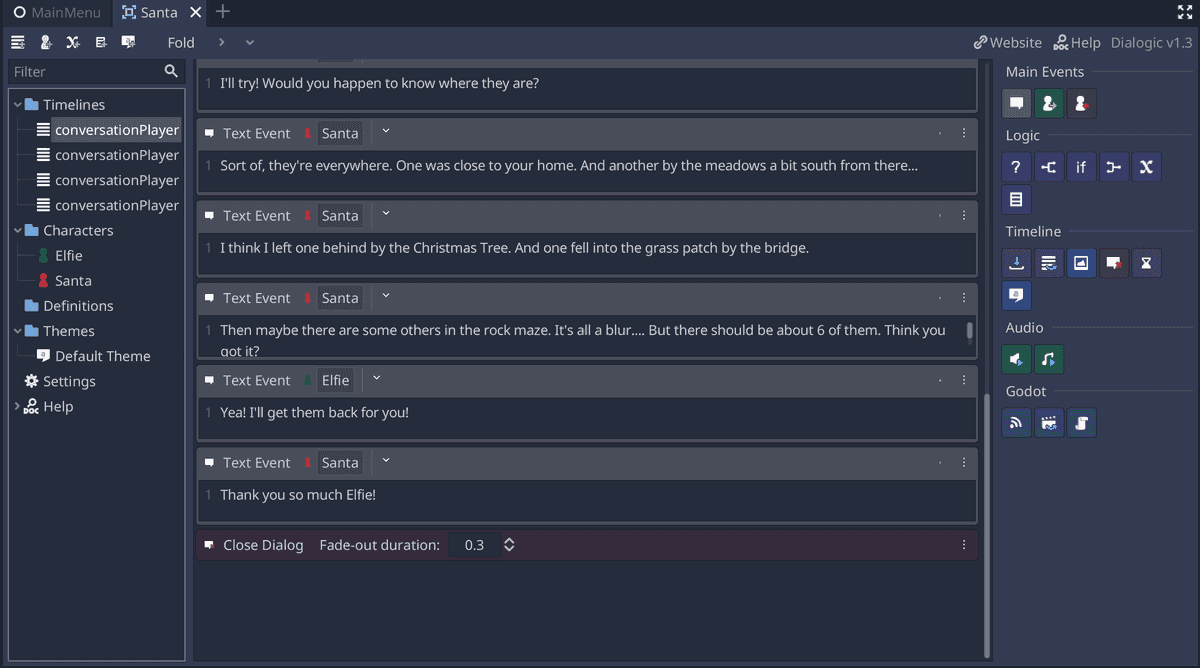 MainMenu
Santa
Fold
Website
Help
Dialogic v1.3
Filter
Timelines
conversationPlayer
conversationPlayer
conversationPlayer
conversationPlayer
Characters
Elfie
Santa
Definitions
Themes
Default Theme
Settings
Help
1 I'll try! Would you happen to know where they are?
Text Event Santa
1 Sort of, they're everywhere. One was close to your home. And another by the meadows a bit south from there...
Text Event Santa
1 I think I left one behind by the Christmas Tree. And one fell into the grass patch by the bridge.
Text Event Santa
1 Then maybe there are some others in the rock maze. It's all a blur.... But there should be about 6 of them. Think you
got it?
Text Event Elfie
1 Yea! I'll get them back for you!
Text Event Santa
1 Thank you so much Elfie!
Close Dialog Fade-out duration: 0.3
Main Events
Logic
? if
Timeline
Audio
Godot